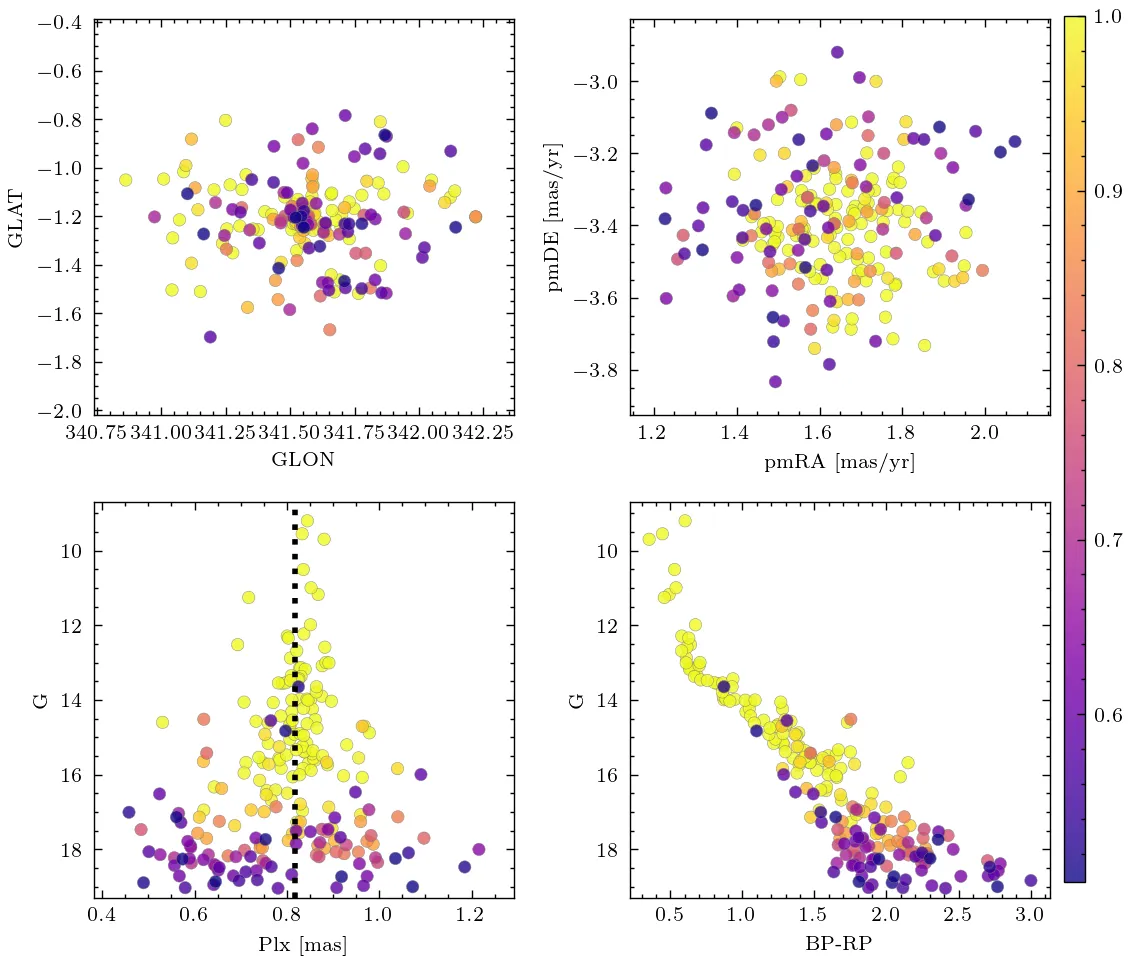 −0.4
−0.6
−0.8
−1.0
−1.2
−1.4
−1.6
−1.8
−2.0
GLAT
340.75 341.00 341.25 341.50 341.75 342.00 342.25
GLON
−3.0
−3.2
−3.4
−3.6
−3.8
pmDE [mas/yr]
1.2 1.4 1.6 1.8 2.0
pmRA [mas/yr]
10
12
14
16
18
G
0.4 0.6 0.8 1.0 1.2
Plx [mas]
10
12
14
16
18
G
0.5 1.0 1.5 2.0 2.5 3.0
BP-RP
1.0
0.9
0.8
0.7
0.6